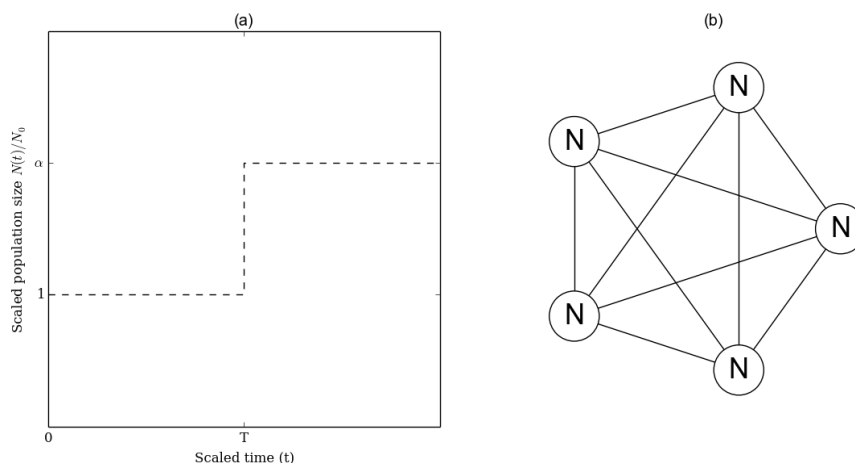 (a)
Scaled population size N(t)/N₀
α
1
0
T
Scaled time (t)
(b)
N
N
N
N
N